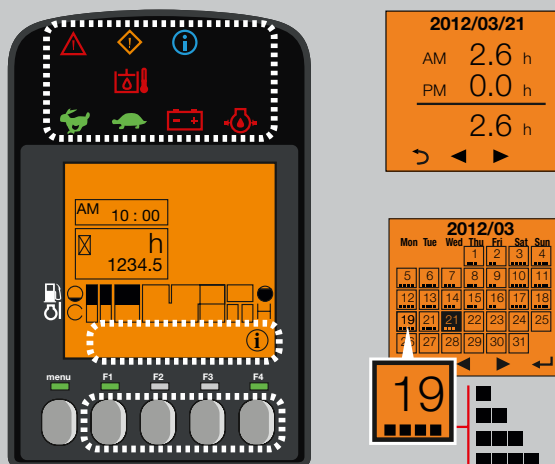 AM 10 : 00
h
1234.5
C H
i
menu F1 F2 F3 F4
2012/03/21
AM 2.6 h
PM 0.0 h
2.6 h
2012/03
Mon Tue Wed Thu Fri Sat Sun
1 2 3 4
5 6 7 8 9 10 11
12 13 14 15 16 17 18
19 21 21 22 23 24 25
26 27 28 29 30 31
19